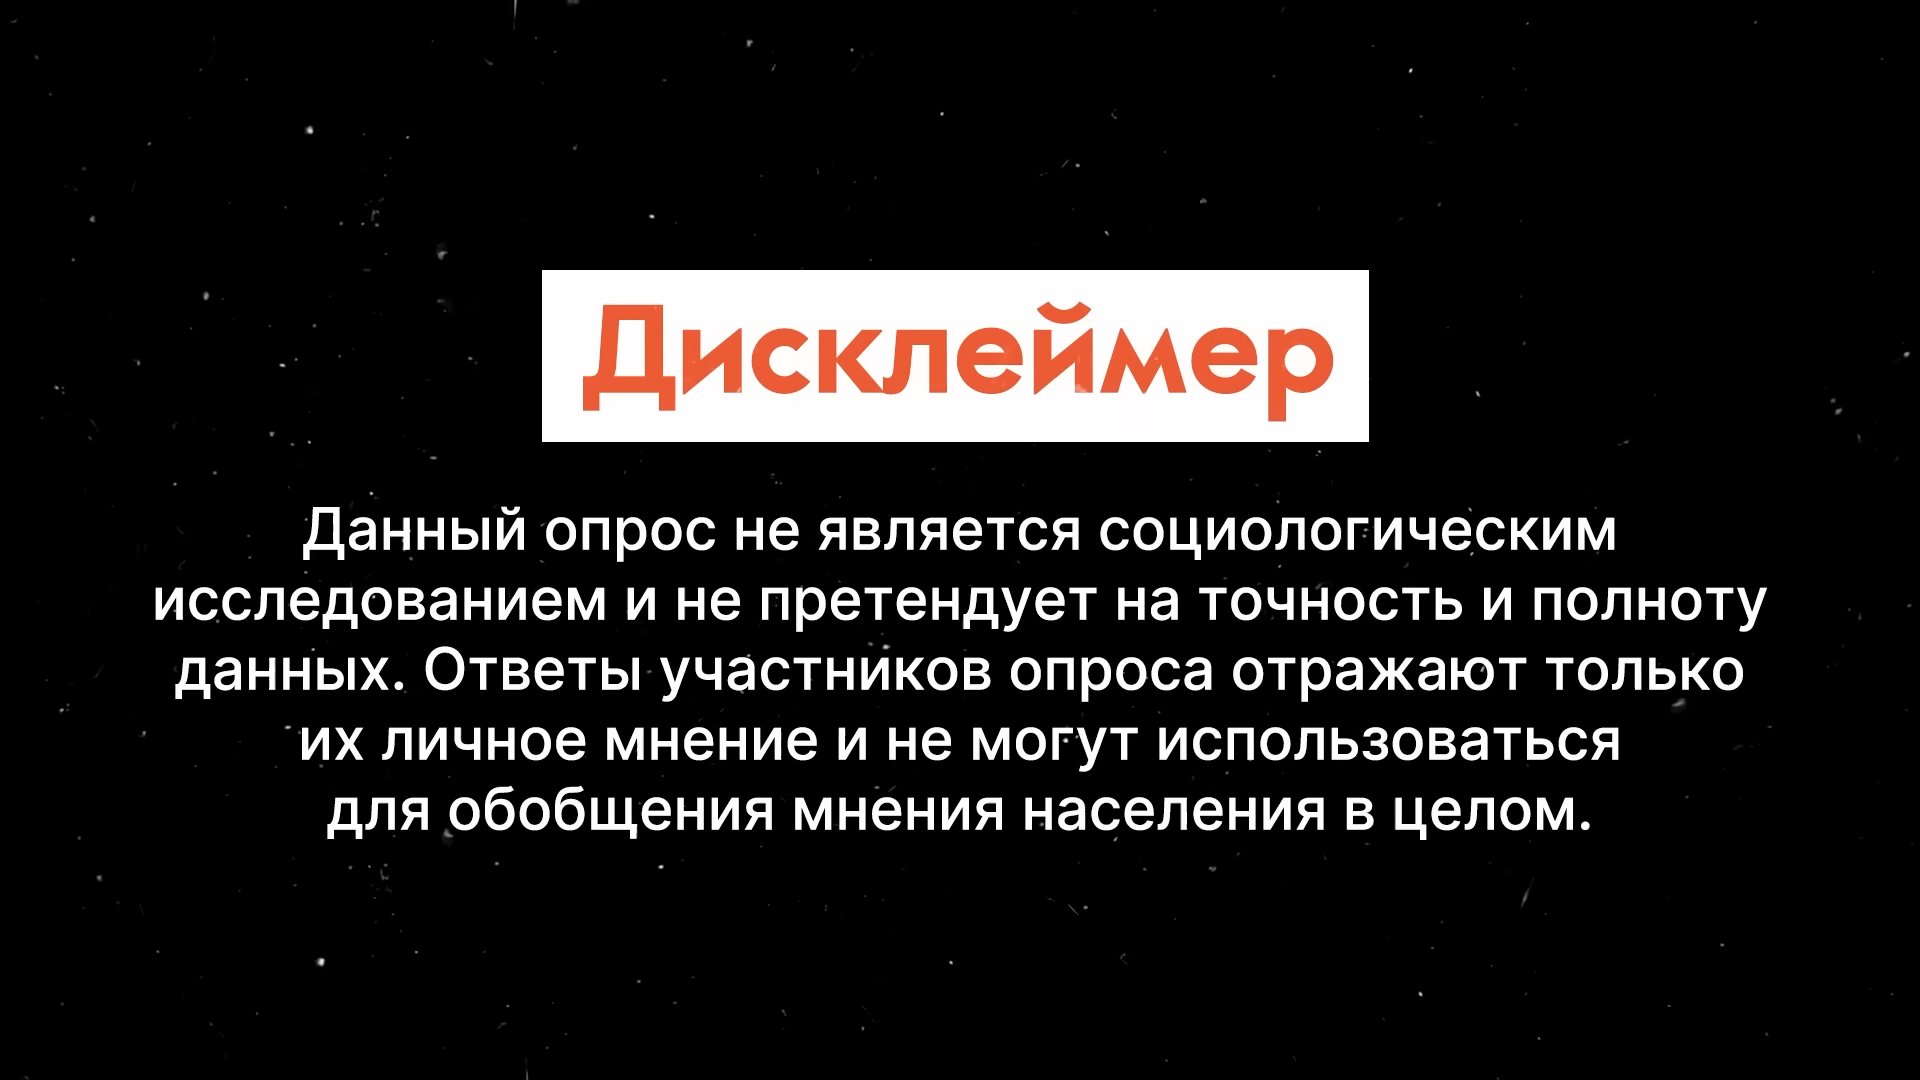 Дисклеймер
Данный опрос не является социологическим
исследованием и не претендует на точность и полноту
данных. Ответы участников опроса отражают только
их личное мнение и не могут использоваться
для обобщения мнения населения в целом.